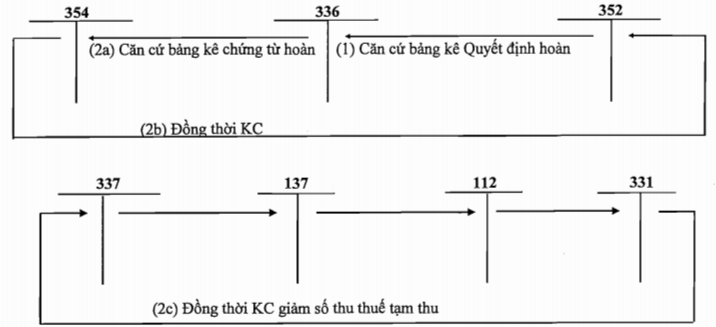 354 336 352
(2a) Căn cứ bảng kê chứng từ hoàn (1) Căn cứ bảng kê Quyết định hoàn
(2b) Đồng thời KC
337 137 112 331
(2c) Đồng thời KC giảm số thu thuế tạm thu